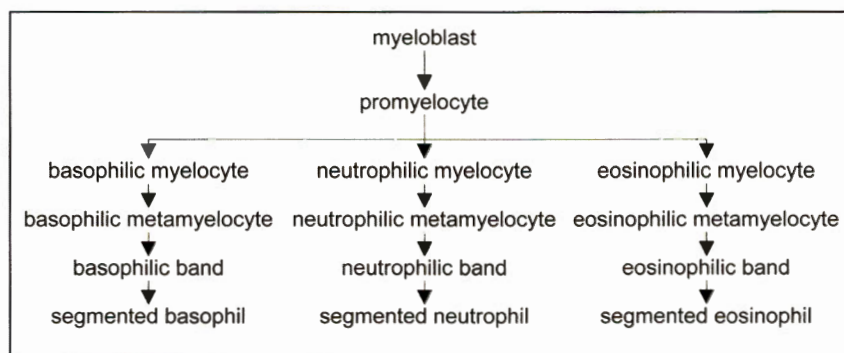 myeloblast
promyelocyte
basophilic myelocyte neutrophilic myelocyte eosinophilic myelocyte
basophilic metamyelocyte neutrophilic metamyelocyte eosinophilic metamyelocyte
basophilic band neutrophilic band eosinophilic band
segmented basophil segmented neutrophil segmented eosinophil